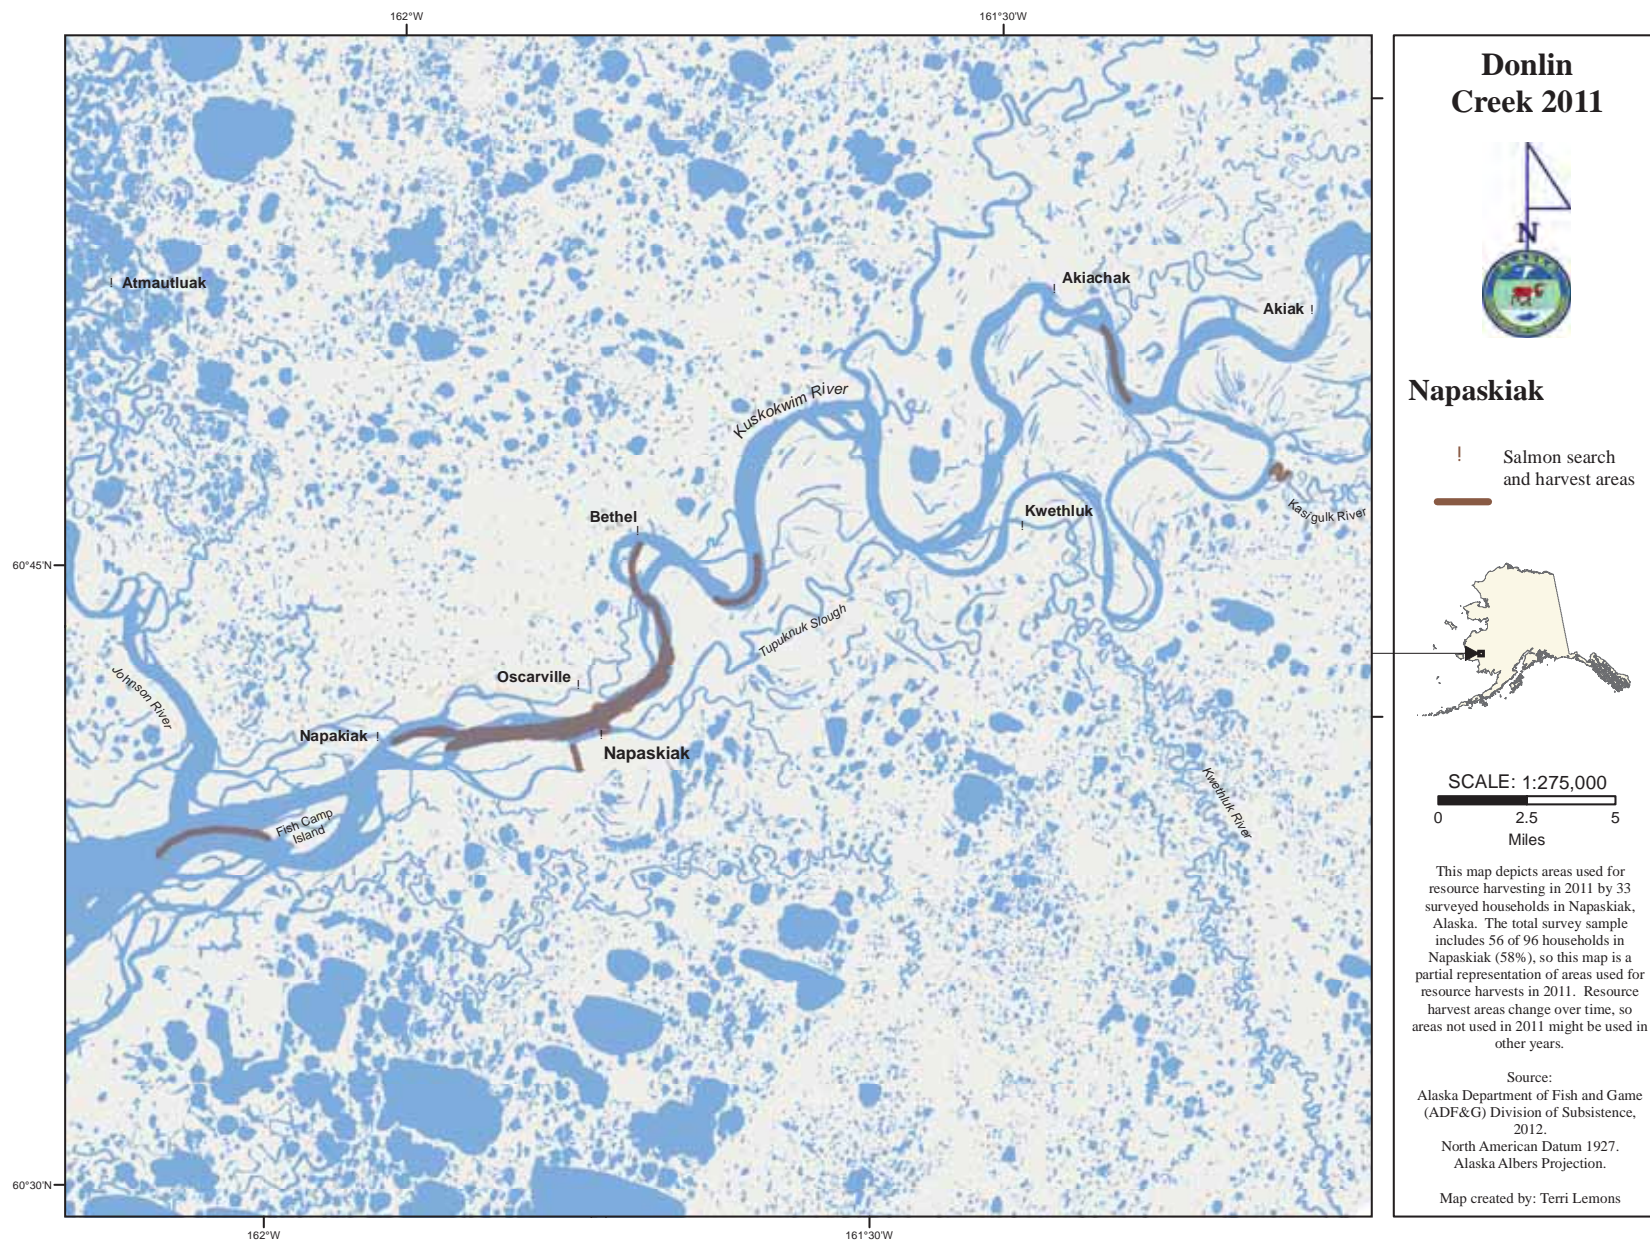 162°W
161°30'W
Donlin
Creek 2011
N
Napaskiak
!
Salmon search
and harvest areas
SCALE: 1:275,000
0
2.5
5
Miles
This map depicts areas used for
resource harvesting in 2011 by 33
surveyed households in Napaskiak,
Alaska. The total survey sample
includes 56 of 96 households in
Napaskiak (58%), so this map is a
partial representation of areas used for
resource harvests in 2011. Resource
harvest areas change over time, so
areas not used in 2011 might be used in
other years.
Source:
Alaska Department of Fish and Game
(ADF&G) Division of Subsistence,
2012.
North American Datum 1927.
Alaska Albers Projection.
Map created by: Terri Lemons
! Atmautluak
Akiachak
!
Akiak !
Kuskokwim River
Bethel
!
Kwethluk
!
Kasigulk River
60°45'N
Tupuknuk Slough
Johnson River
Oscarville
!
Napakiak !
!
Napaskiak
Kwethluk River
Fish Camp
Island
60°30'N
162°W
161°30'W